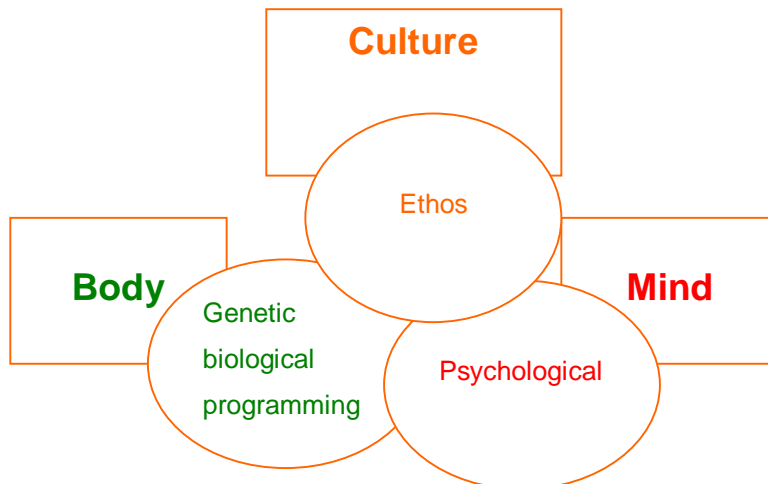 Culture
Ethos
Body
Mind
Genetic
biological
programming
Psychological